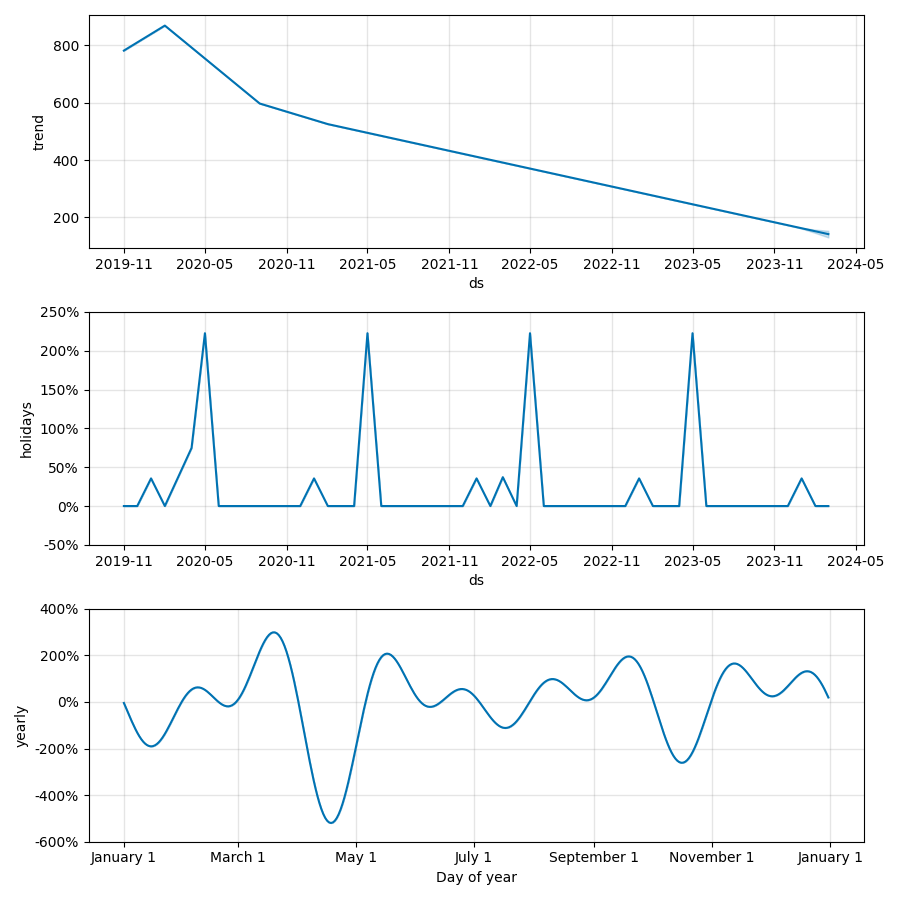 800
600
400
200
trend
2019-11 2020-05 2020-11 2021-05 2021-11 2022-05 2022-11 2023-05 2023-11 2024-05
ds
250%
200%
150%
100%
50%
0%
-50%
holidays
2019-11 2020-05 2020-11 2021-05 2021-11 2022-05 2022-11 2023-05 2023-11 2024-05
ds
400%
200%
0%
-200%
-400%
-600%
yearly
January 1 March 1 May 1 July 1 September 1 November 1 January 1
Day of year